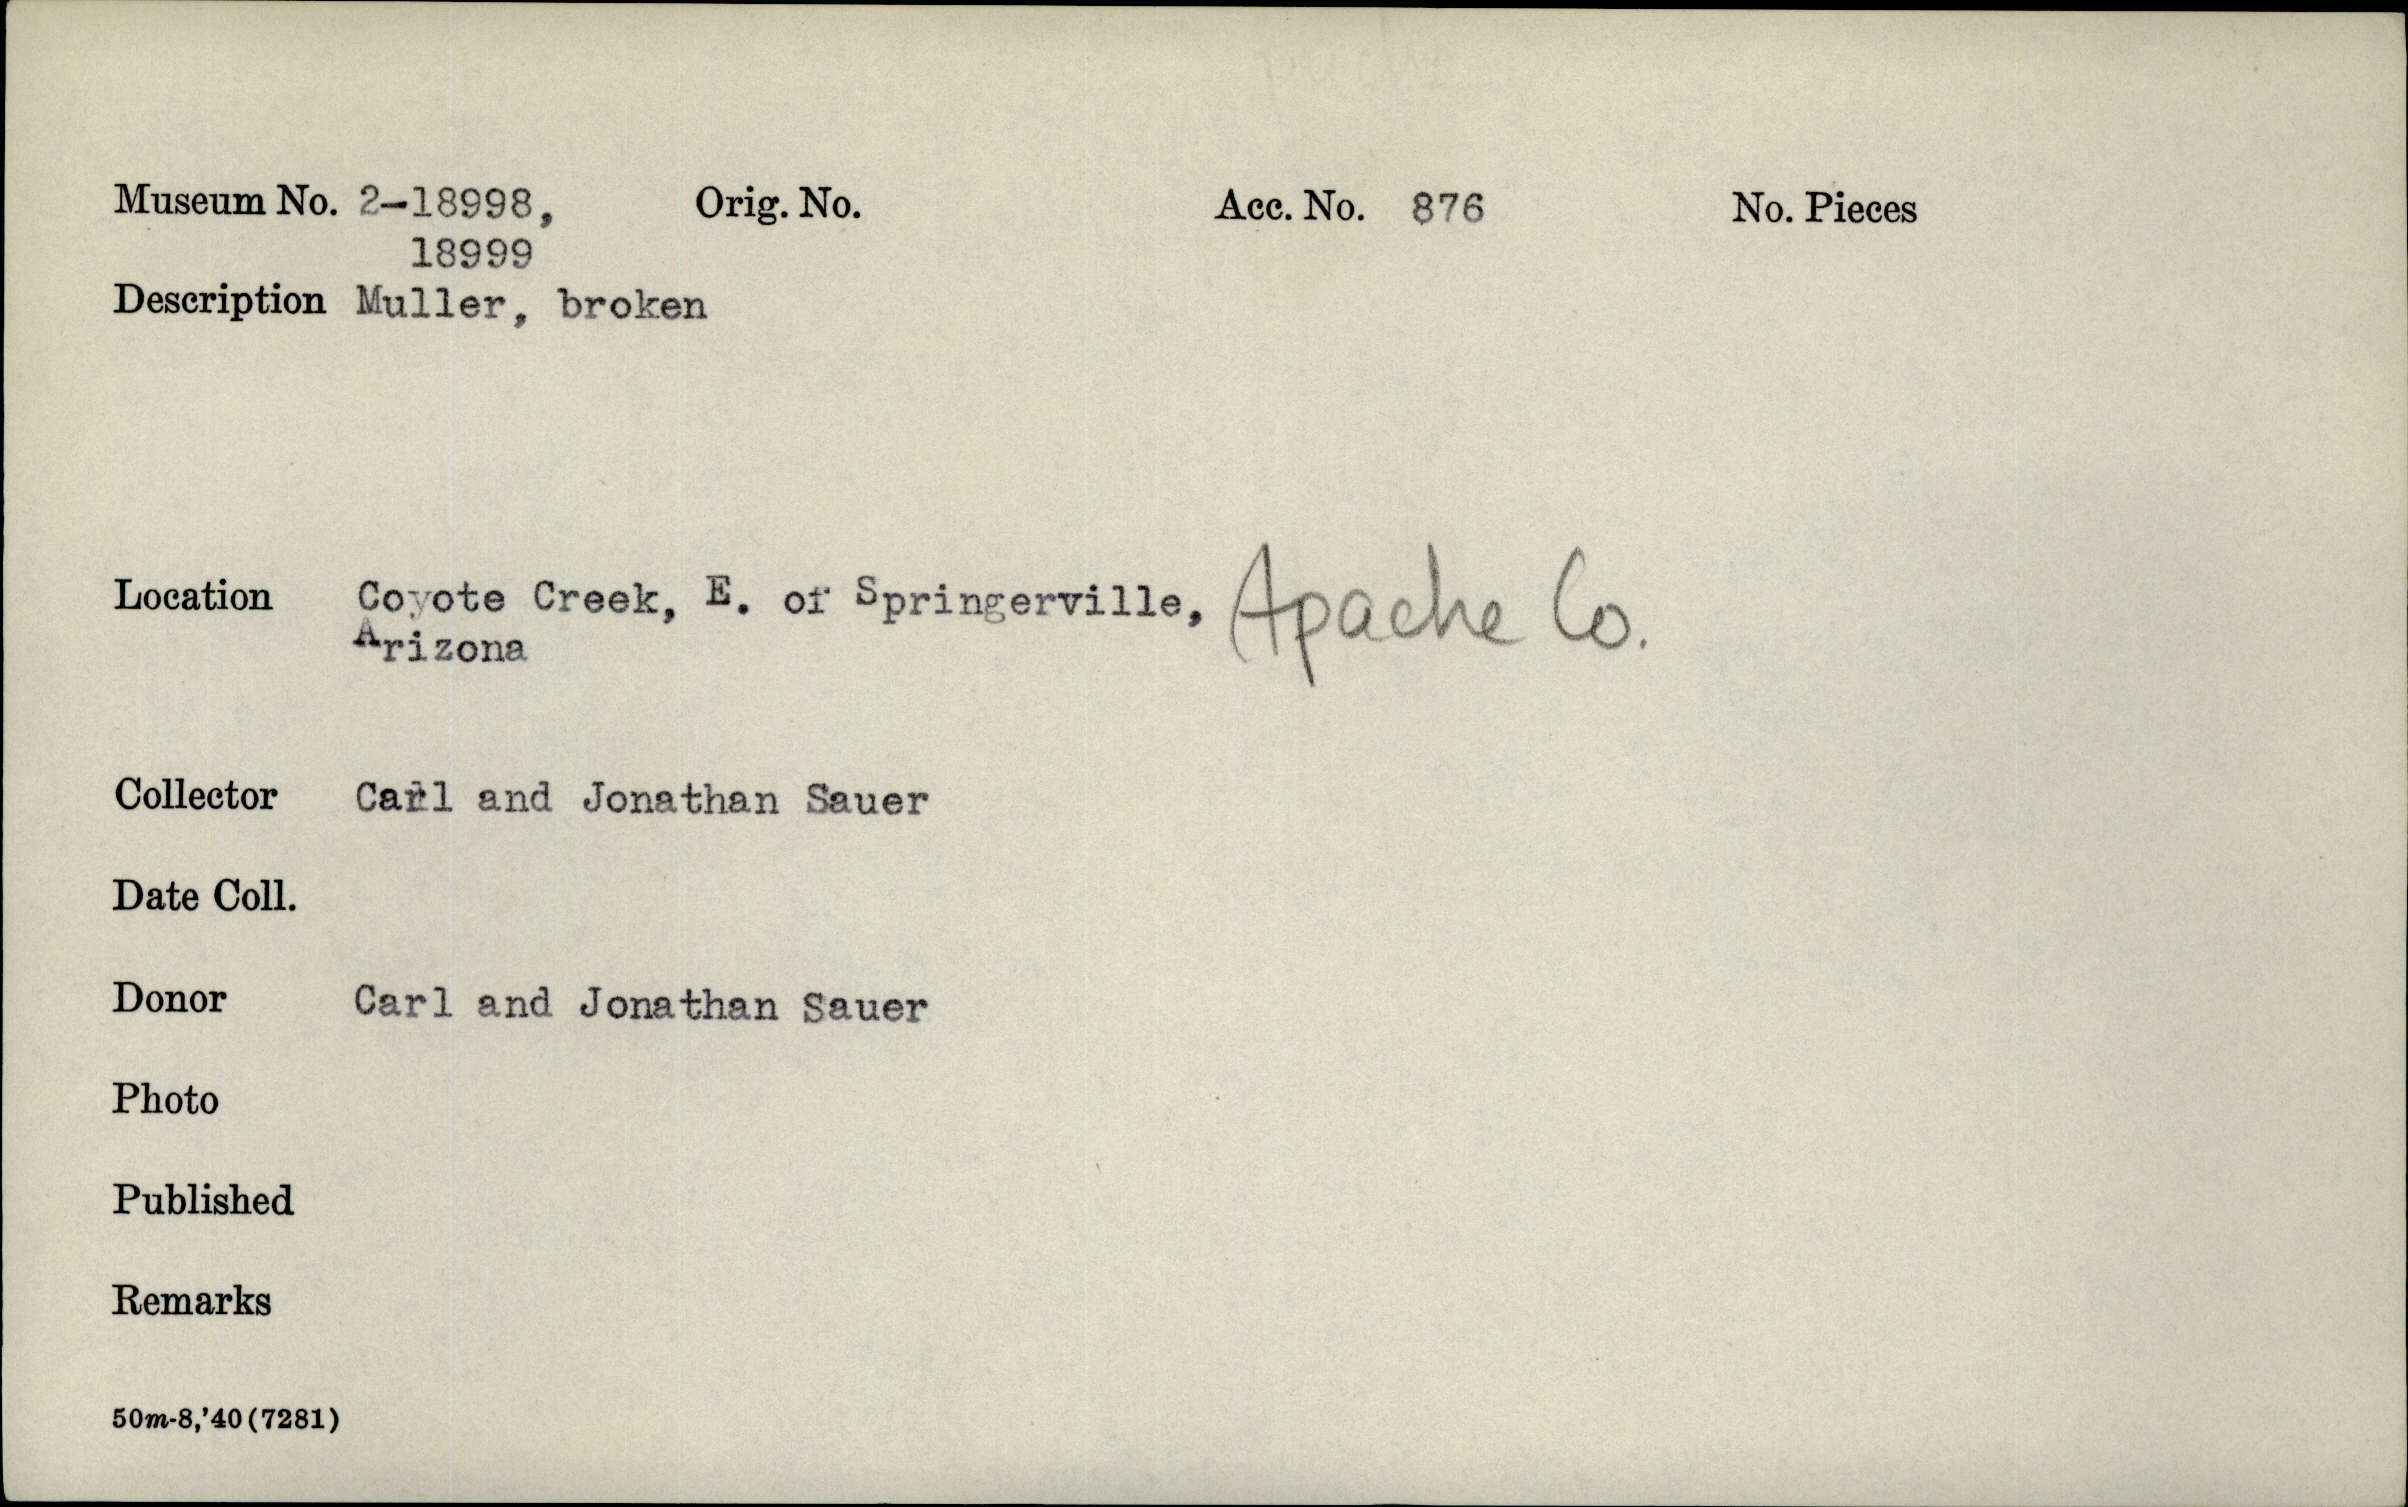 Museum No. 2-18998, Orig. No. Acc. No. 876 No. Pieces
18999
Description Muller, broken
Location Coyote Creek, E. of Springerville, Apache Co.
Arizona
Collector Carl and Jonathan Sauer
Date Coll.
Donor Carl and Jonathan Sauer
Photo
Published
Remarks
50m-8,'40(7281)